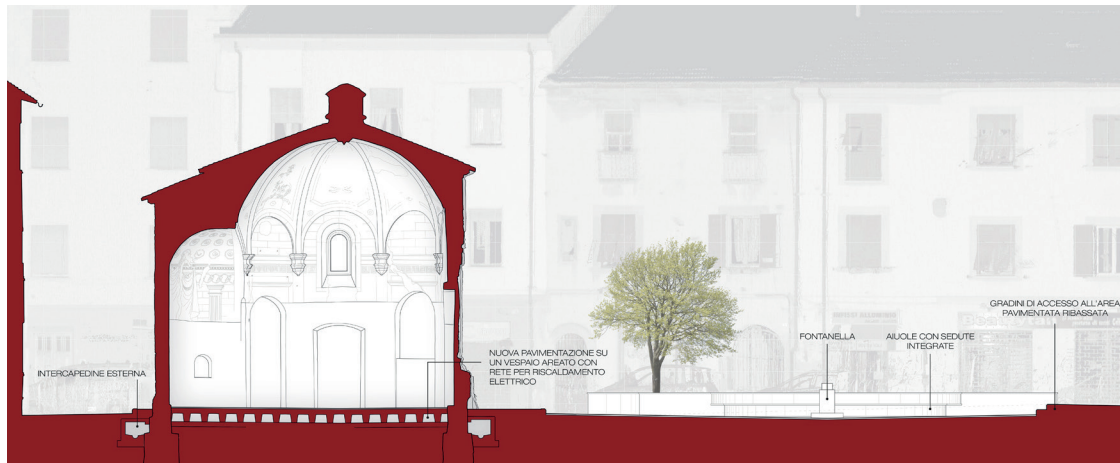 GRADINI DI ACCESSO ALL'AREA
PAVIMENTATA RIBASSATA
FONTANELLA
AIUOLE CON SEDUTE
INTEGRATE
NUOVA PAVIMENTAZIONE SU
UN VESPAIO AREATO CON
RETE PER RISCALDAMENTO
ELETTRICO
INTERCAPEDINE ESTERNA